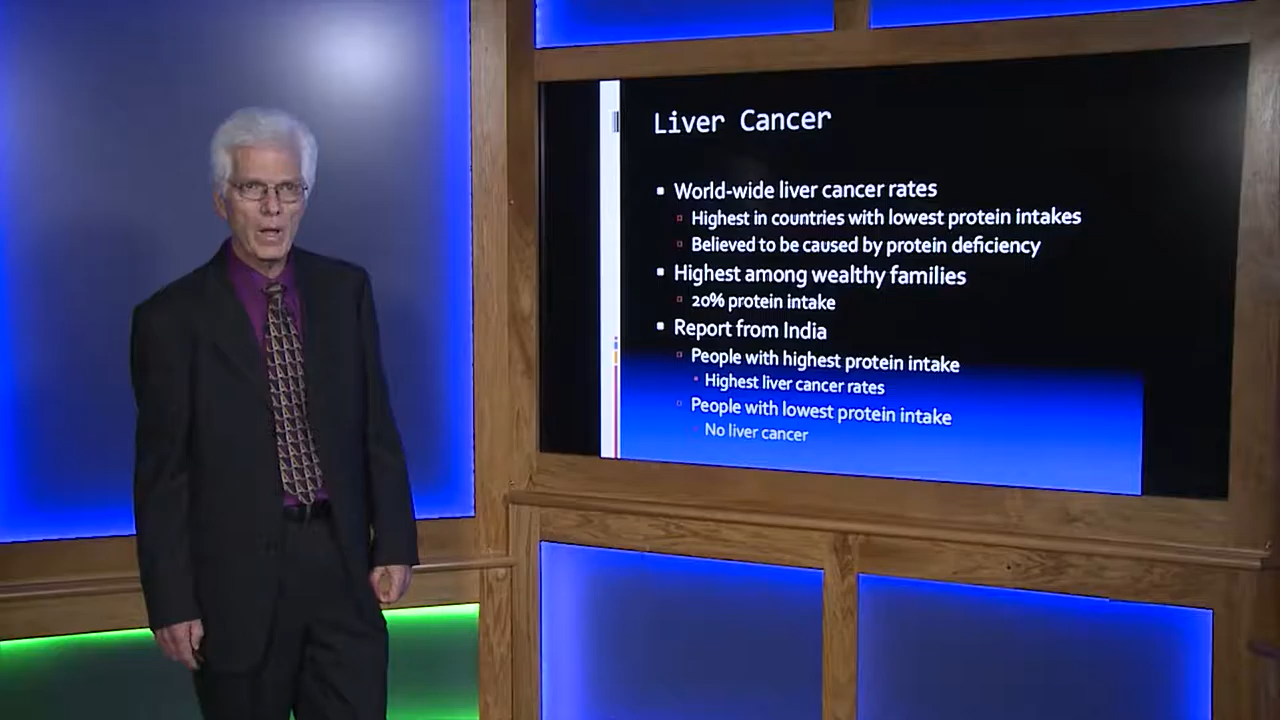 Liver Cancer
▪ World-wide liver cancer rates
▫ Highest in countries with lowest protein intakes
▫ Believed to be caused by protein deficiency
▪ Highest among wealthy families
▫ 20% protein intake
▪ Report from India
▫ People with highest protein intake
▪ Highest liver cancer rates
▫ People with lowest protein intake
▪ No liver cancer